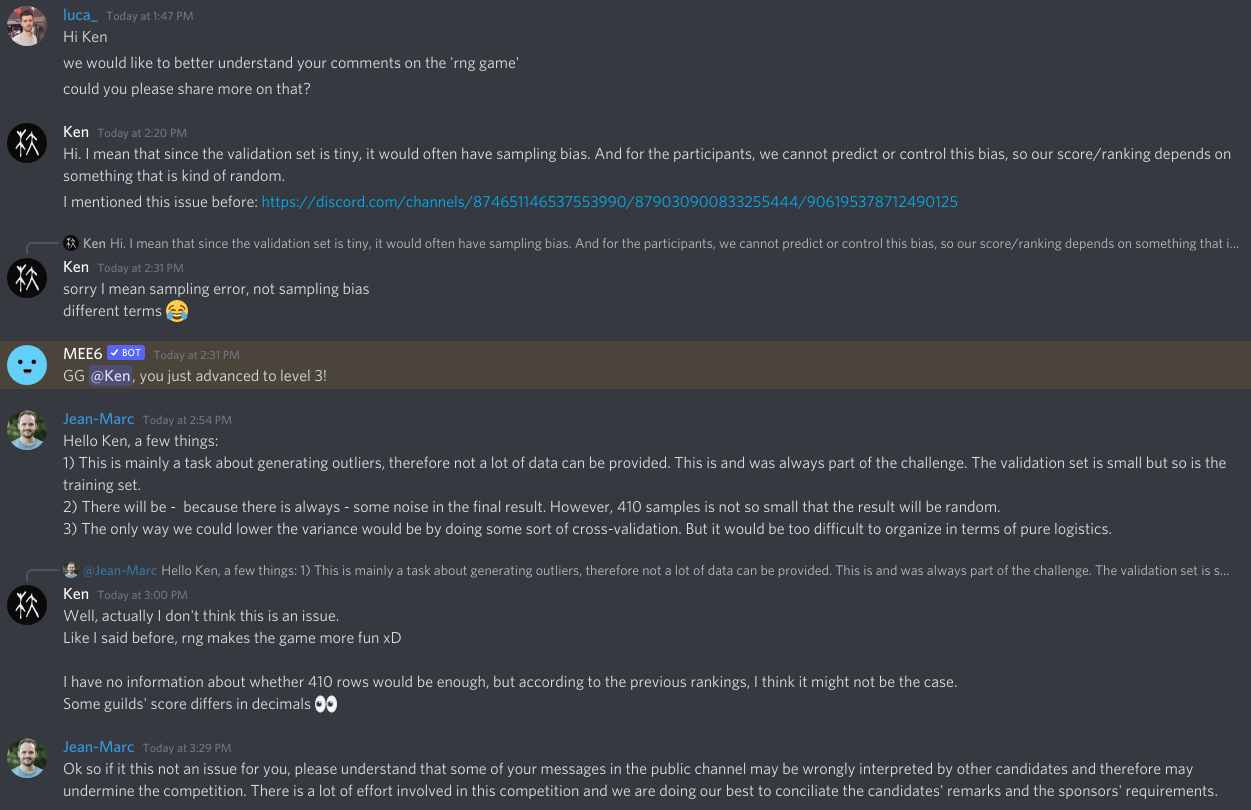 luca_ Today at 1:47 PM
Hi Ken
we would like to better understand your comments on the 'rng game'
could you please share more on that?
Ken Today at 2:20 PM
Hi. I mean that since the validation set is tiny, it would often have sampling bias. And for the participants, we cannot predict or control this bias, so our score/ranking depends on
something that is kind of random.
I mentioned this issue before: https://discord.com/channels/874651146537553990/879030900833255444/906195378712490125
Ken Hi. I mean that since the validation set is tiny, it would often have sampling bias. And for the participants, we cannot predict or control this bias, so our score/ranking depends on something that i...
Ken Today at 2:31 PM
sorry I mean sampling error, not sampling bias
different terms 😂
MEE6 ✓ BOT Today at 2:31 PM
GG @Ken, you just advanced to level 3!
Jean-Marc Today at 2:54 PM
Hello Ken, a few things:
1) This is mainly a task about generating outliers, therefore not a lot of data can be provided. This is and was always part of the challenge. The validation set is small but so is the
training set.
2) There will be -  because there is always - some noise in the final result. However, 410 samples is not so small that the result will be random.
3) The only way we could lower the variance would be by doing some sort of cross-validation. But it would be too difficult to organize in terms of pure logistics.
@Jean-Marc Hello Ken, a few things: 1) This is mainly a task about generating outliers, therefore not a lot of data can be provided. This is and was always part of the challenge. The validation set is s...
Ken Today at 3:00 PM
Well, actually I don't think this is an issue.
Like I said before, rng makes the game more fun xD
I have no information about whether 410 rows would be enough, but according to the previous rankings, I think it might not be the case.
Some guilds' score differs in decimals 👀
Jean-Marc Today at 3:29 PM
Ok so if it this not an issue for you, please understand that some of your messages in the public channel may be wrongly interpreted by other candidates and therefore may
undermine the competition. There is a lot of effort involved in this competition and we are doing our best to conciliate the candidates' remarks and the sponsors' requirements.